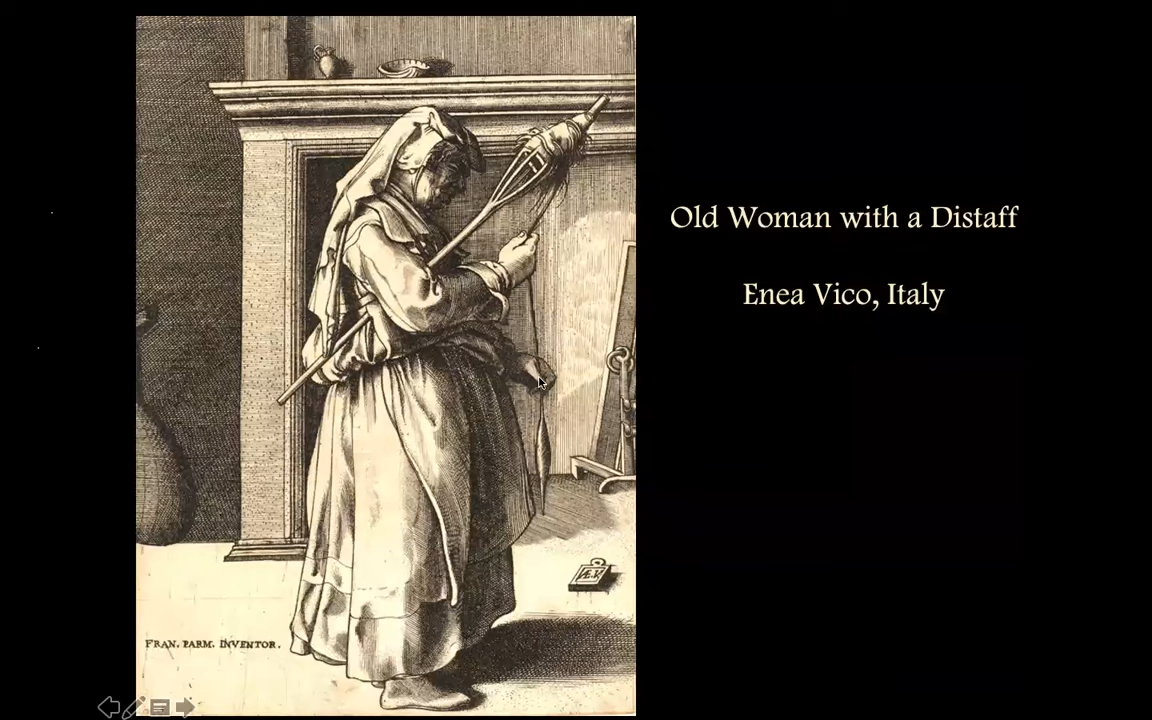 Old Woman with a Distaff
Enea Vico, Italy
Æ.V.
FRAN. PARM. INVENTOR.